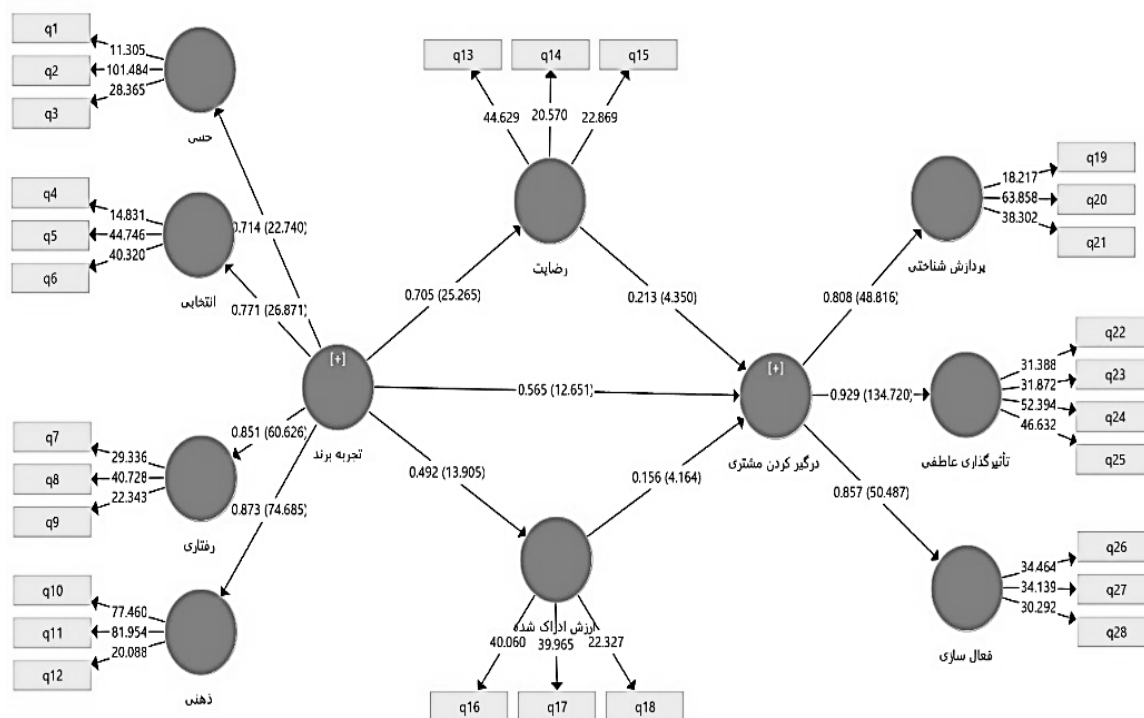 q1
q2
q3
11.305
101.484
28.365
حسی
q4
q5
q6
14.831
44.746
40.320
انتخابی
q7
q8
q9
29.336
40.728
22.343
رفتاری
q10
q11
q12
77.460
81.954
20.088
ذهنی
0.714 (22.740)
0.771 (26.871)
0.851 (60.626)
0.873 (74.685)
[+]
تجربه برند
q13
q14
q15
44.629
20.570
22.869
رضایت
0.705 (25.265)
0.213 (4.350)
0.565 (12.651)
0.492 (13.905)
0.156 (4.164)
ارزش ادراک شده
40.060
39.965
22.327
q16
q17
q18
[+]
درگیر کردن مشتری
0.808 (48.816)
0.929 (134.720)
0.857 (50.487)
پردازش شناختی
18.217
63.858
38.302
q19
q20
q21
تأثیرگذاری عاطفی
31.388
31.872
52.394
46.632
q22
q23
q24
q25
فعال سازی
34.464
34.139
30.292
q26
q27
q28